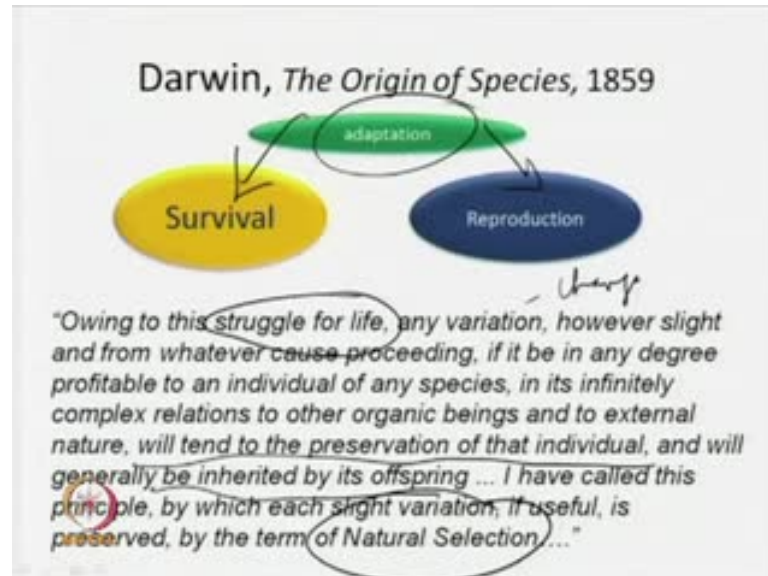 Darwin, The Origin of Species, 1859
adaptation
Survival
Reproduction
change
“Owing to this struggle for life, any variation, however slight
and from whatever cause proceeding, if it be in any degree
profitable to an individual of any species, in its infinitely
complex relations to other organic beings and to external
nature, will tend to the preservation of that individual, and will
generally be inherited by its offspring ... I have called this
principle, by which each slight variation, if useful, is
preserved, by the term of Natural Selection,...”